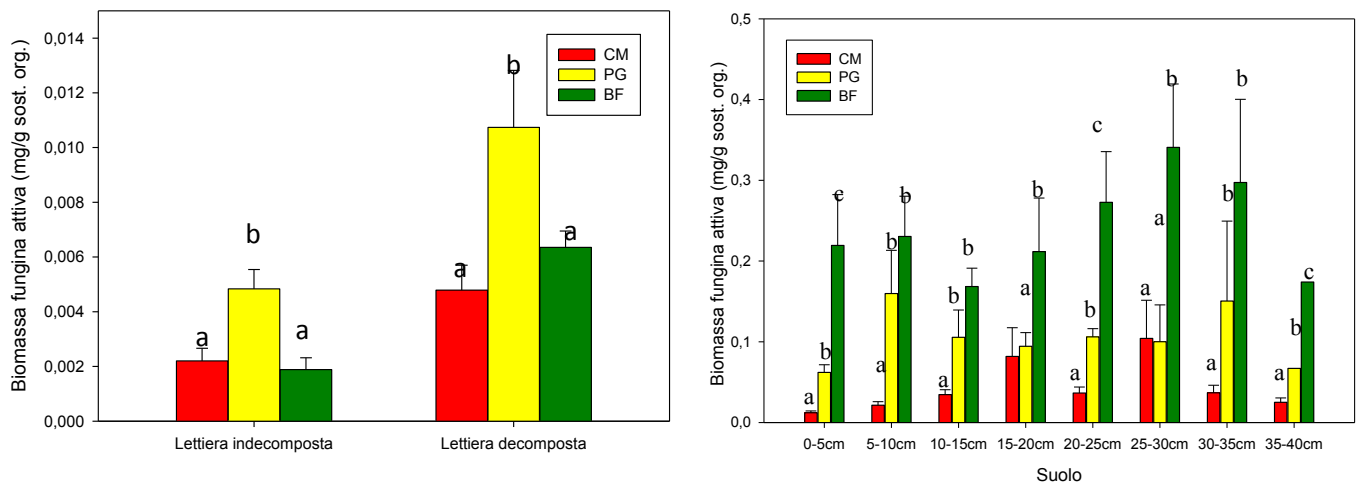 Biomassa fungina attiva (mg/g sost. org.)
0,014
0,012
0,010
0,008
0,006
0,004
0,002
0,000
CM
PG
BF
a
b
a
a
b
a
Lettiera indecomposta
Lettiera decomposta
Biomassa fungina attiva (mg/g sost. org.)
0,5
0,4
0,3
0,2
0,1
0,0
CM
PG
BF
a b c
a b b
a b b
a a b
a b c
a a b
a b b
a b c
0-5cm 5-10cm 10-15cm 15-20cm 20-25cm 25-30cm 30-35cm 35-40cm
Suolo